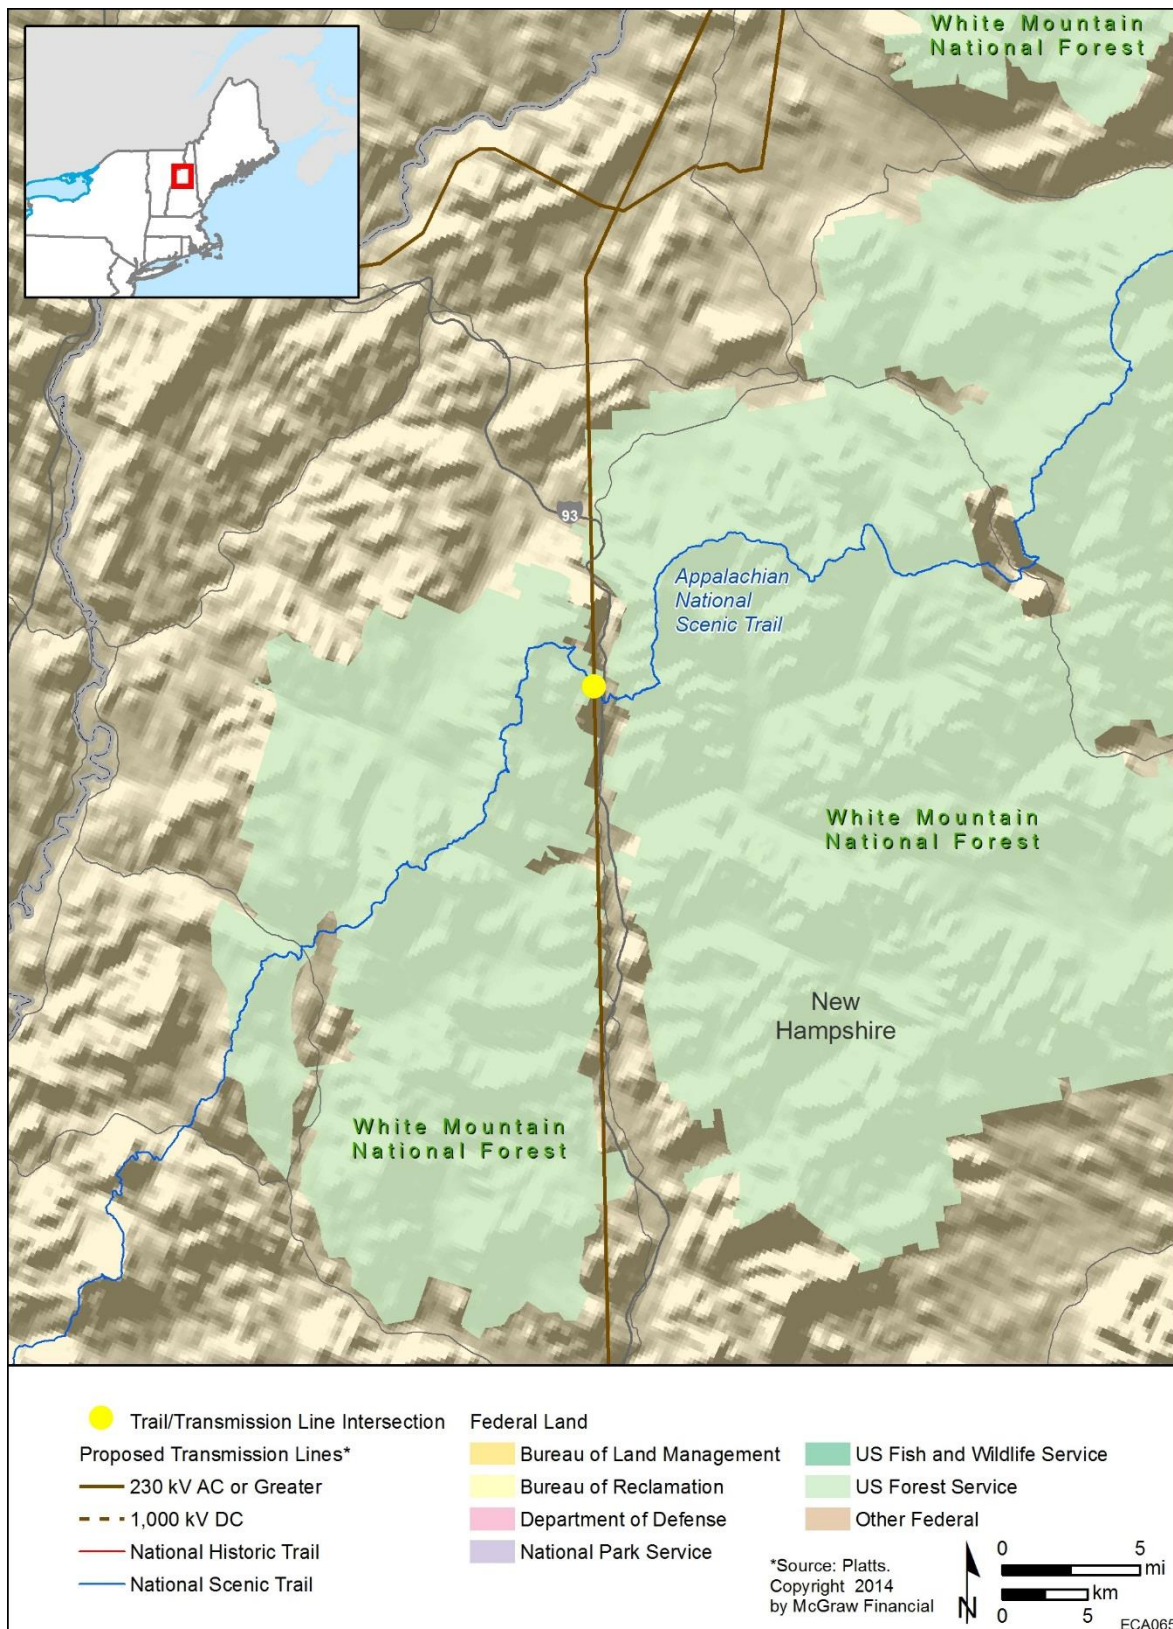 White Mountain
National Forest
93
Appalachian
National
Scenic Trail
White Mountain
National Forest
New
Hampshire
White Mountain
National Forest
Trail/Transmission Line Intersection
Proposed Transmission Lines*
230 kV AC or Greater
1,000 kV DC
National Historic Trail
National Scenic Trail
Federal Land
Bureau of Land Management
Bureau of Reclamation
Department of Defense
National Park Service
US Fish and Wildlife Service
US Forest Service
Other Federal
*Source: Platts.
Copyright 2014
by McGraw Financial
N
0 5
mi
km
0 5
ECA065